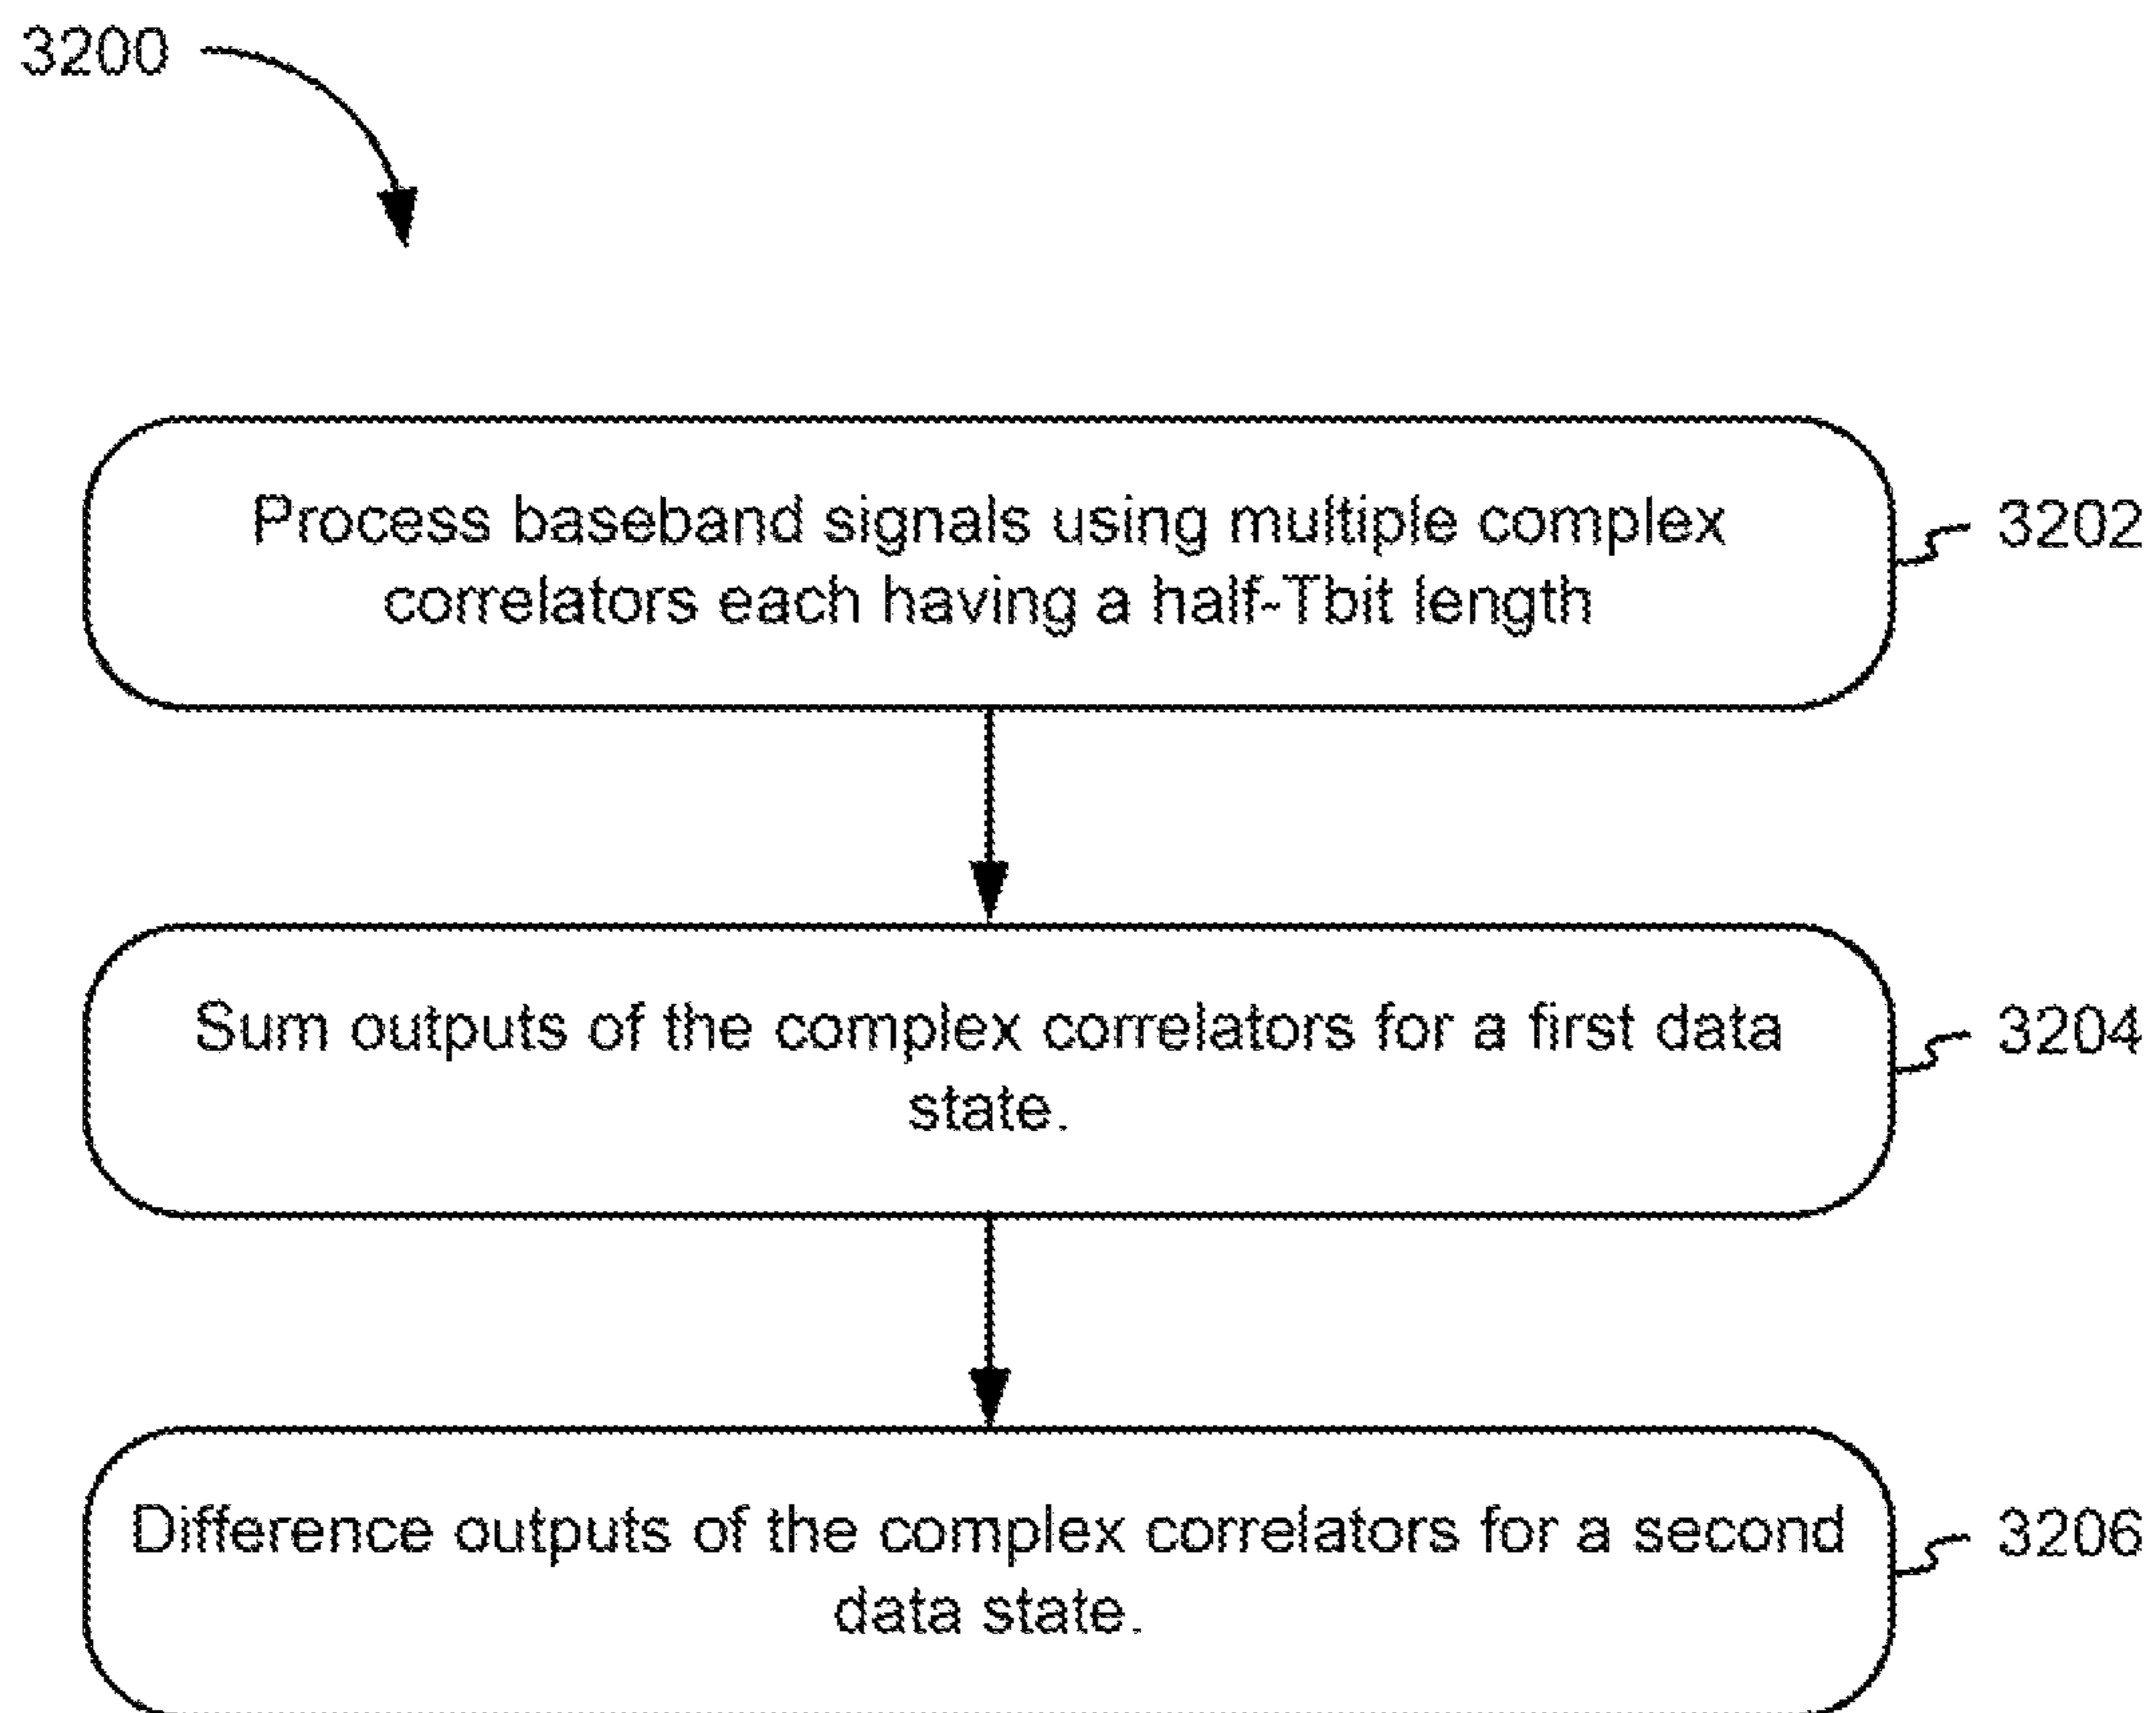 3200
Process baseband signals using multiple complex
correlators each having a half-Tbit length
3202
Sum outputs of the complex correlators for a first data
state.
3204
Difference outputs of the complex correlators for a second
data state.
3206